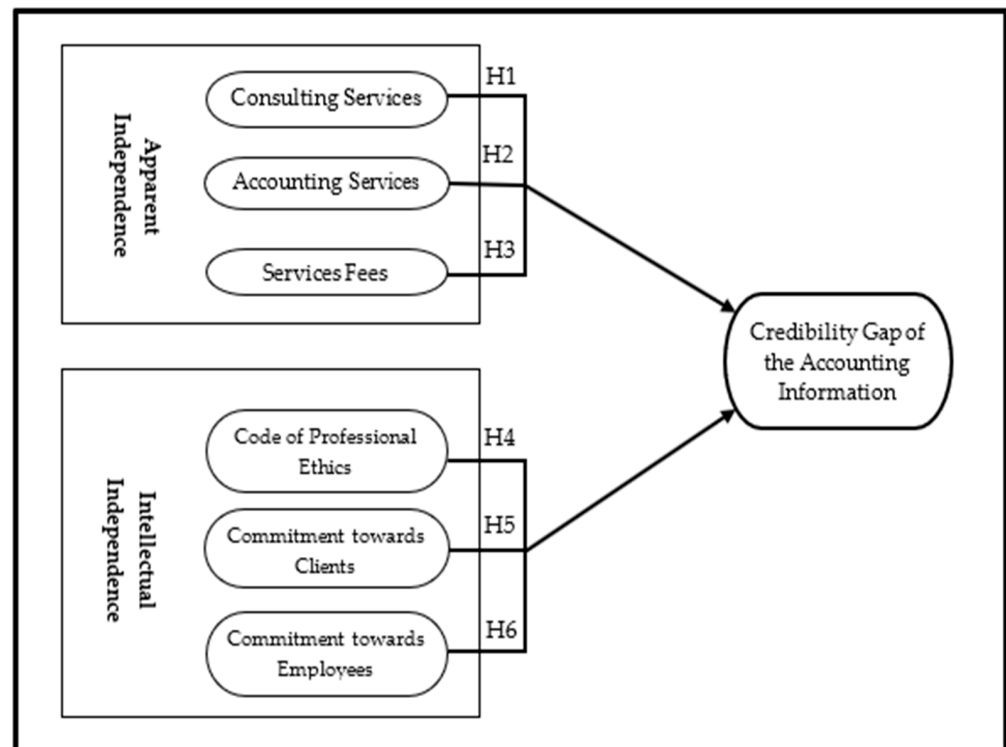 Apparent
Independence
Consulting Services
H1
Accounting Services
H2
Services Fees
H3
Intellectual
Independence
Code of Professional
Ethics
H4
Commitment towards
Clients
H5
Commitment towards
Employees
H6
Credibility Gap of
the Accounting
Information